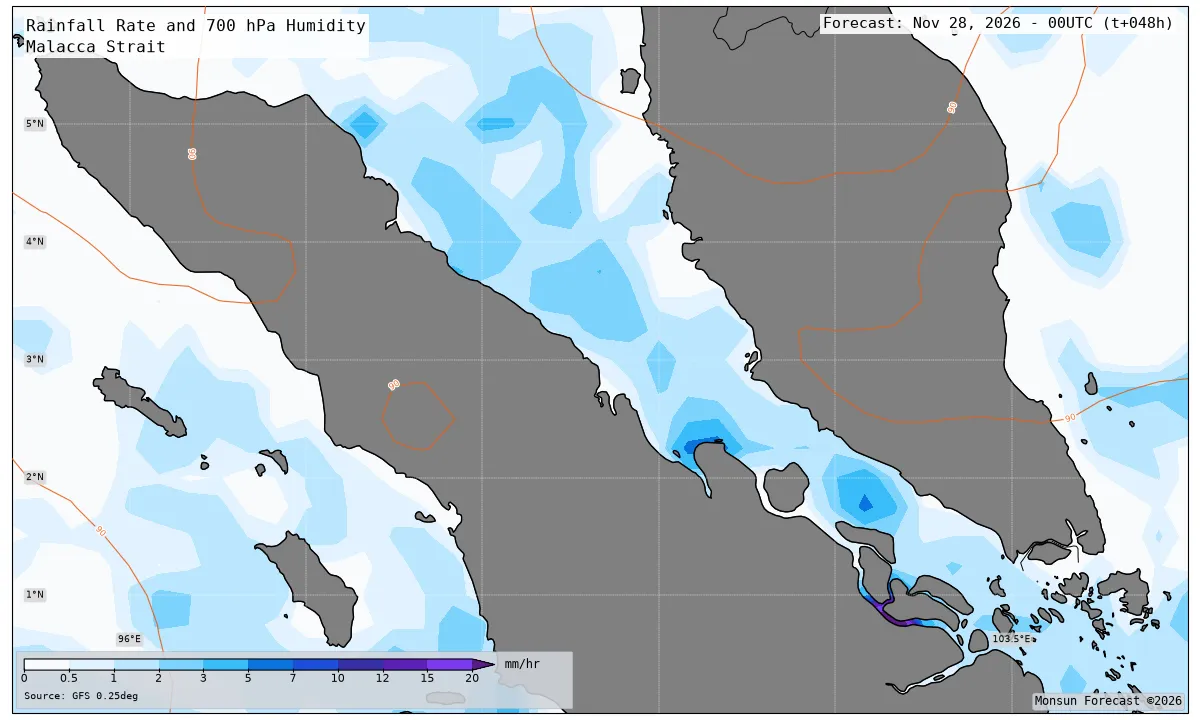 Rainfall Rate and 700 hPa Humidity
Malacca Strait
Forecast: Nov 28, 2026 - 00UTC (t+048h)
90
5°N
90
4°N
3°N
90
90
2°N
90
1°N
96°E
103.5°E
mm/hr
0 0.5 1 2 3 5 7 10 12 15 20
Source: GFS 0.25deg
Monsun Forecast ©2026